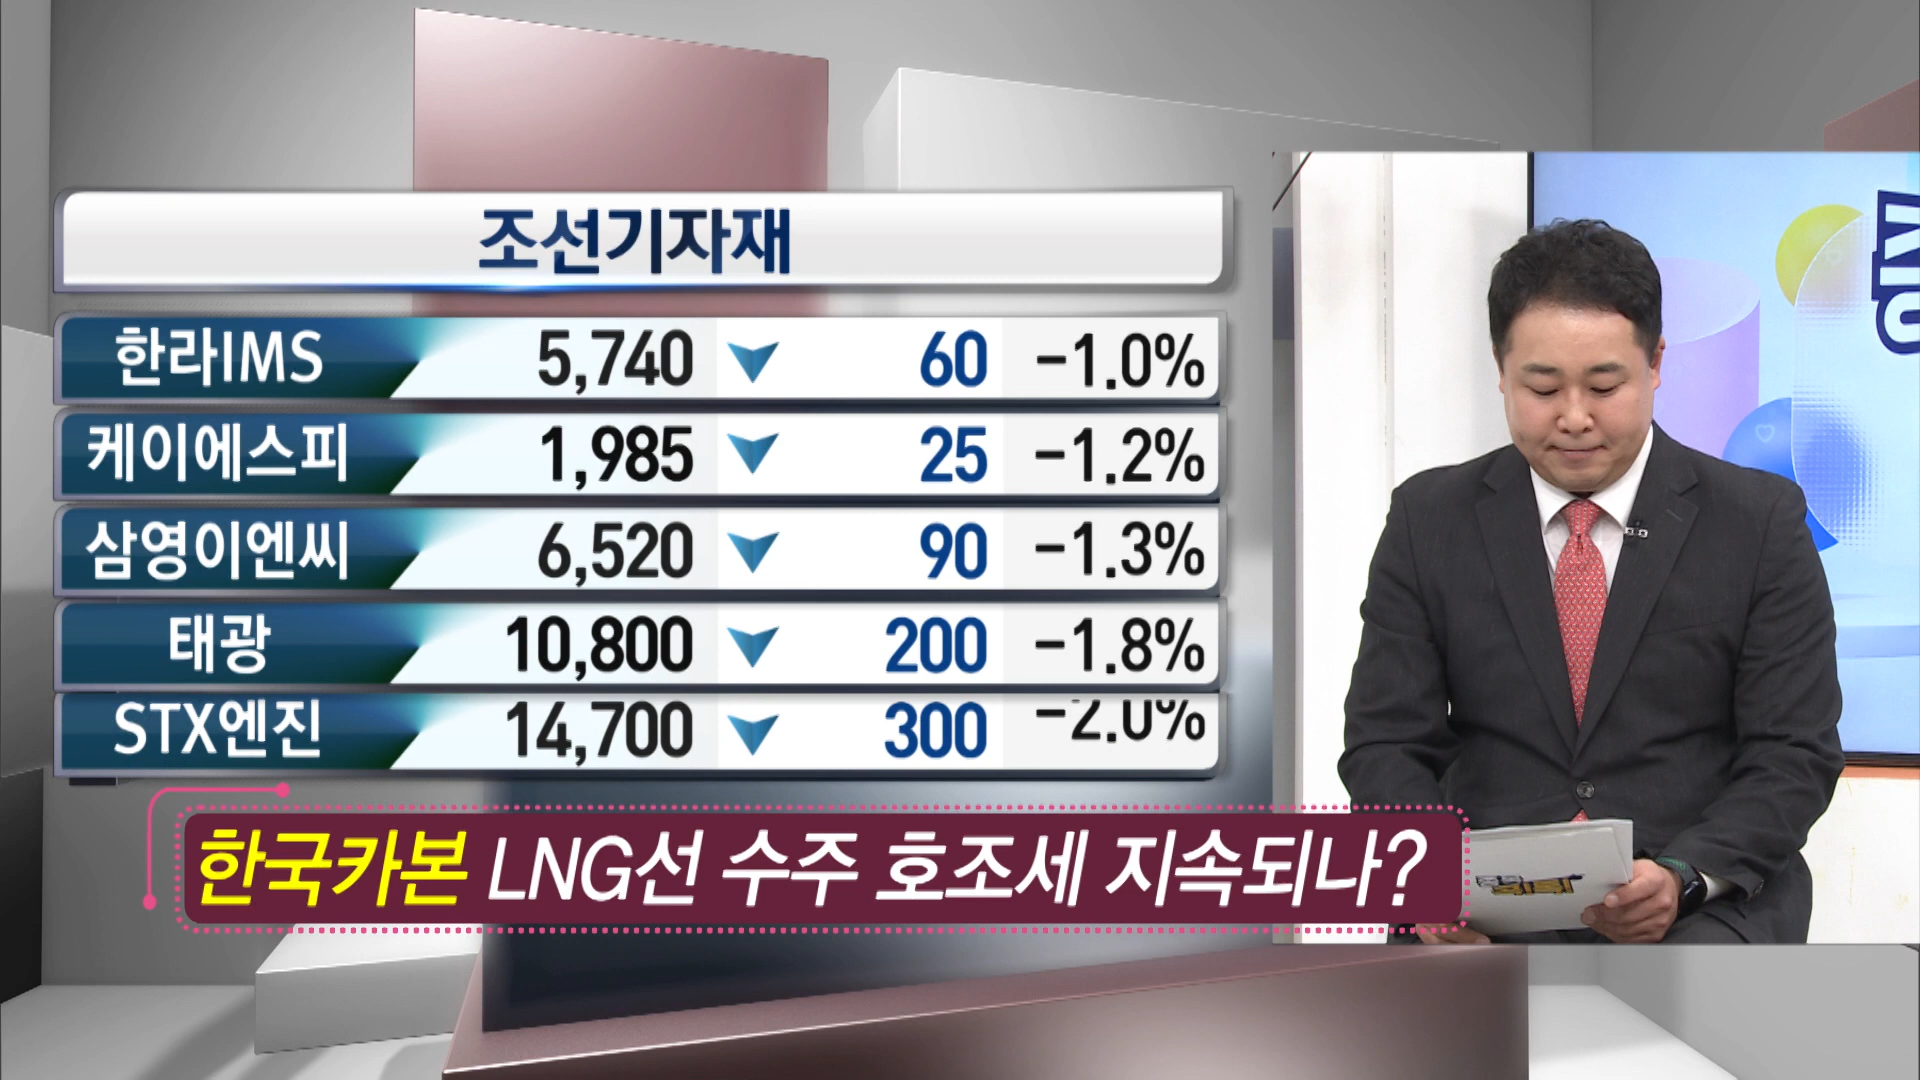 조선기자재
한라IMS 5,740 ▼ 60 -1.0%
케이에스피 1,985 ▼ 25 -1.2%
삼영이엔씨 6,520 ▼ 90 -1.3%
태광 10,800 ▼ 200 -1.8%
STX엔진 14,700 ▼ 300 -2.0%
한국카본 LNG선 수주 호조세 지속되나?